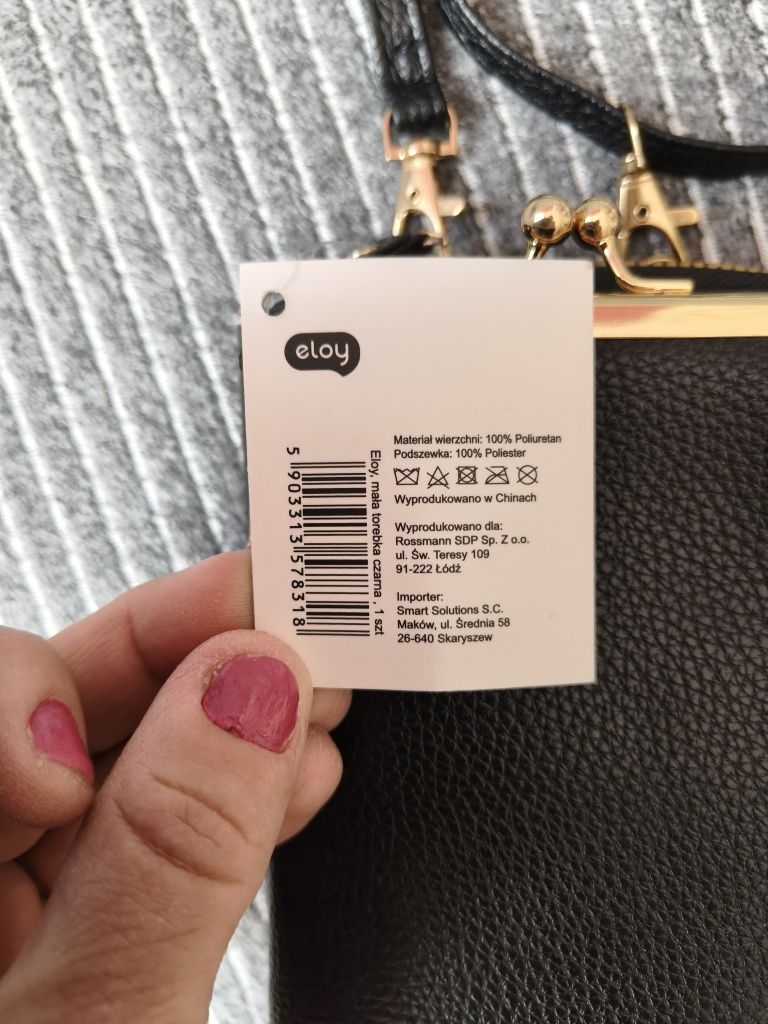 eloy
Materiał wierzchni: 100% Poliuretan
Podszewka: 100% Poliester
Wyprodukowano w Chinach
Wyprodukowano dla:
Rossmann SDP Sp. Z o.o.
ul. Św. Teresy 109
91-222 Łódź
Importer:
Smart Solutions S.C.
Maków, ul. Średnia 58
26-640 Skaryszew
Eloy, mała torebka czarna , 1 szt
5 903313 578318